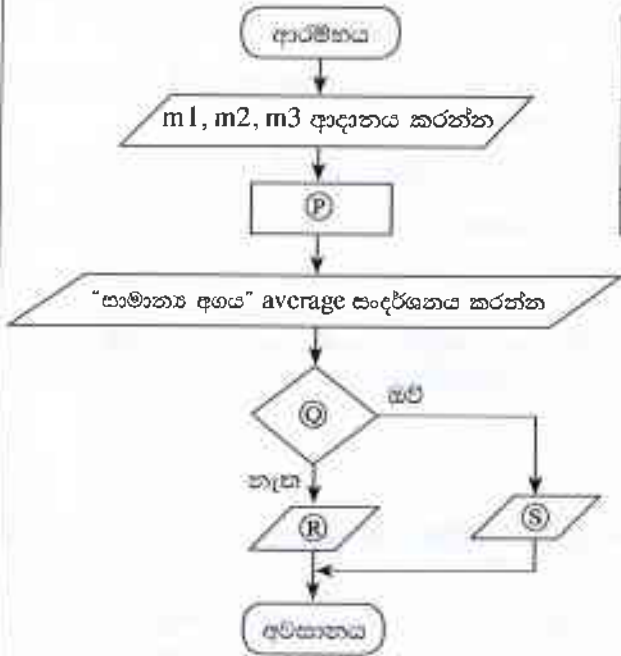 ආරම්භය
m1, m2, m3 ආදානය කරන්න
Ⓟ
"සාමාන්‍ය අගය" average සංදර්ශනය කරන්න
Ⓠ
ඔව්
නැත
Ⓡ
Ⓢ
අවසානය